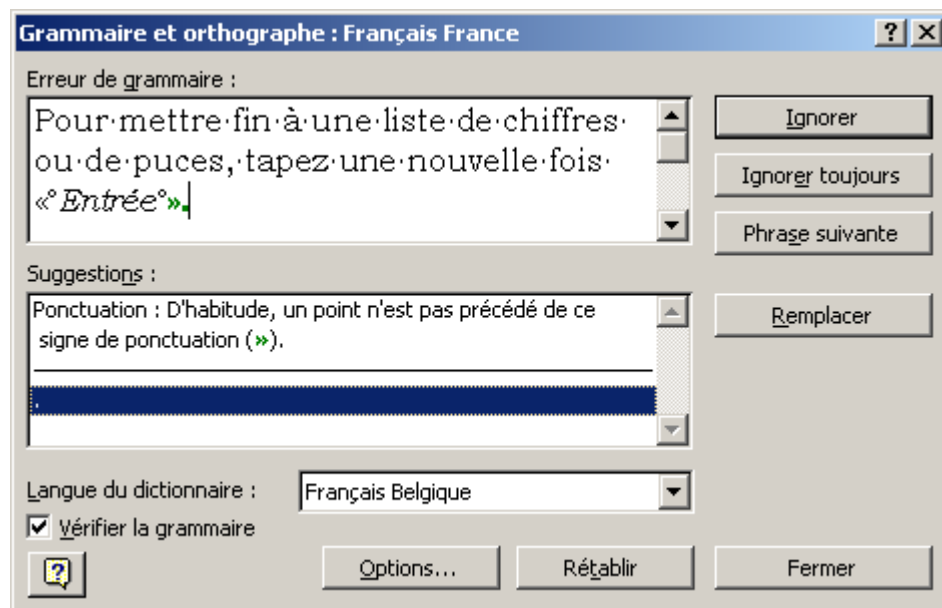 Grammaire et orthographe : Français France
Erreur de grammaire :
Pour·mettre·fin·à·une·liste·de·chiffres·
ou·de·puces,·tapez·une·nouvelle·fois·
«°Entrée°».
Ignorer
Ignorer toujours
Phrase suivante
Suggestions :
Ponctuation : D'habitude, un point n'est pas précédé de ce
signe de ponctuation (»).
.
Remplacer
Langue du dictionnaire :
Français Belgique
Vérifier la grammaire
Options...
Rétablir
Fermer